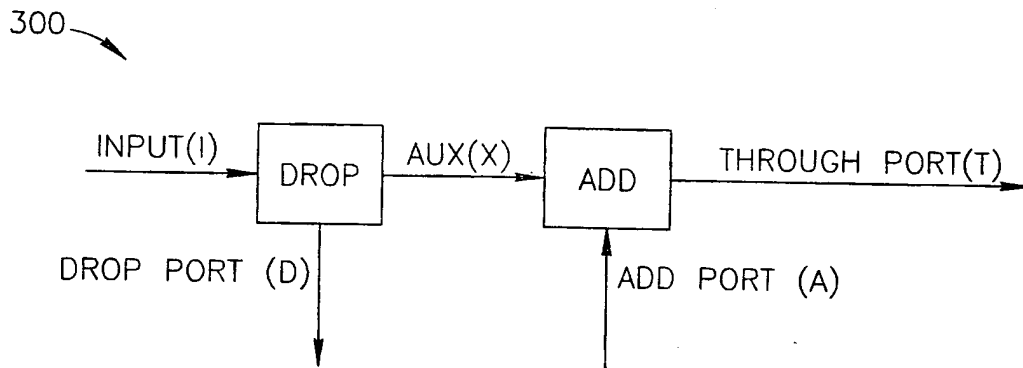 300
INPUT(I)
DROP
AUX(X)
ADD
THROUGH PORT(T)
DROP PORT (D)
ADD PORT (A)